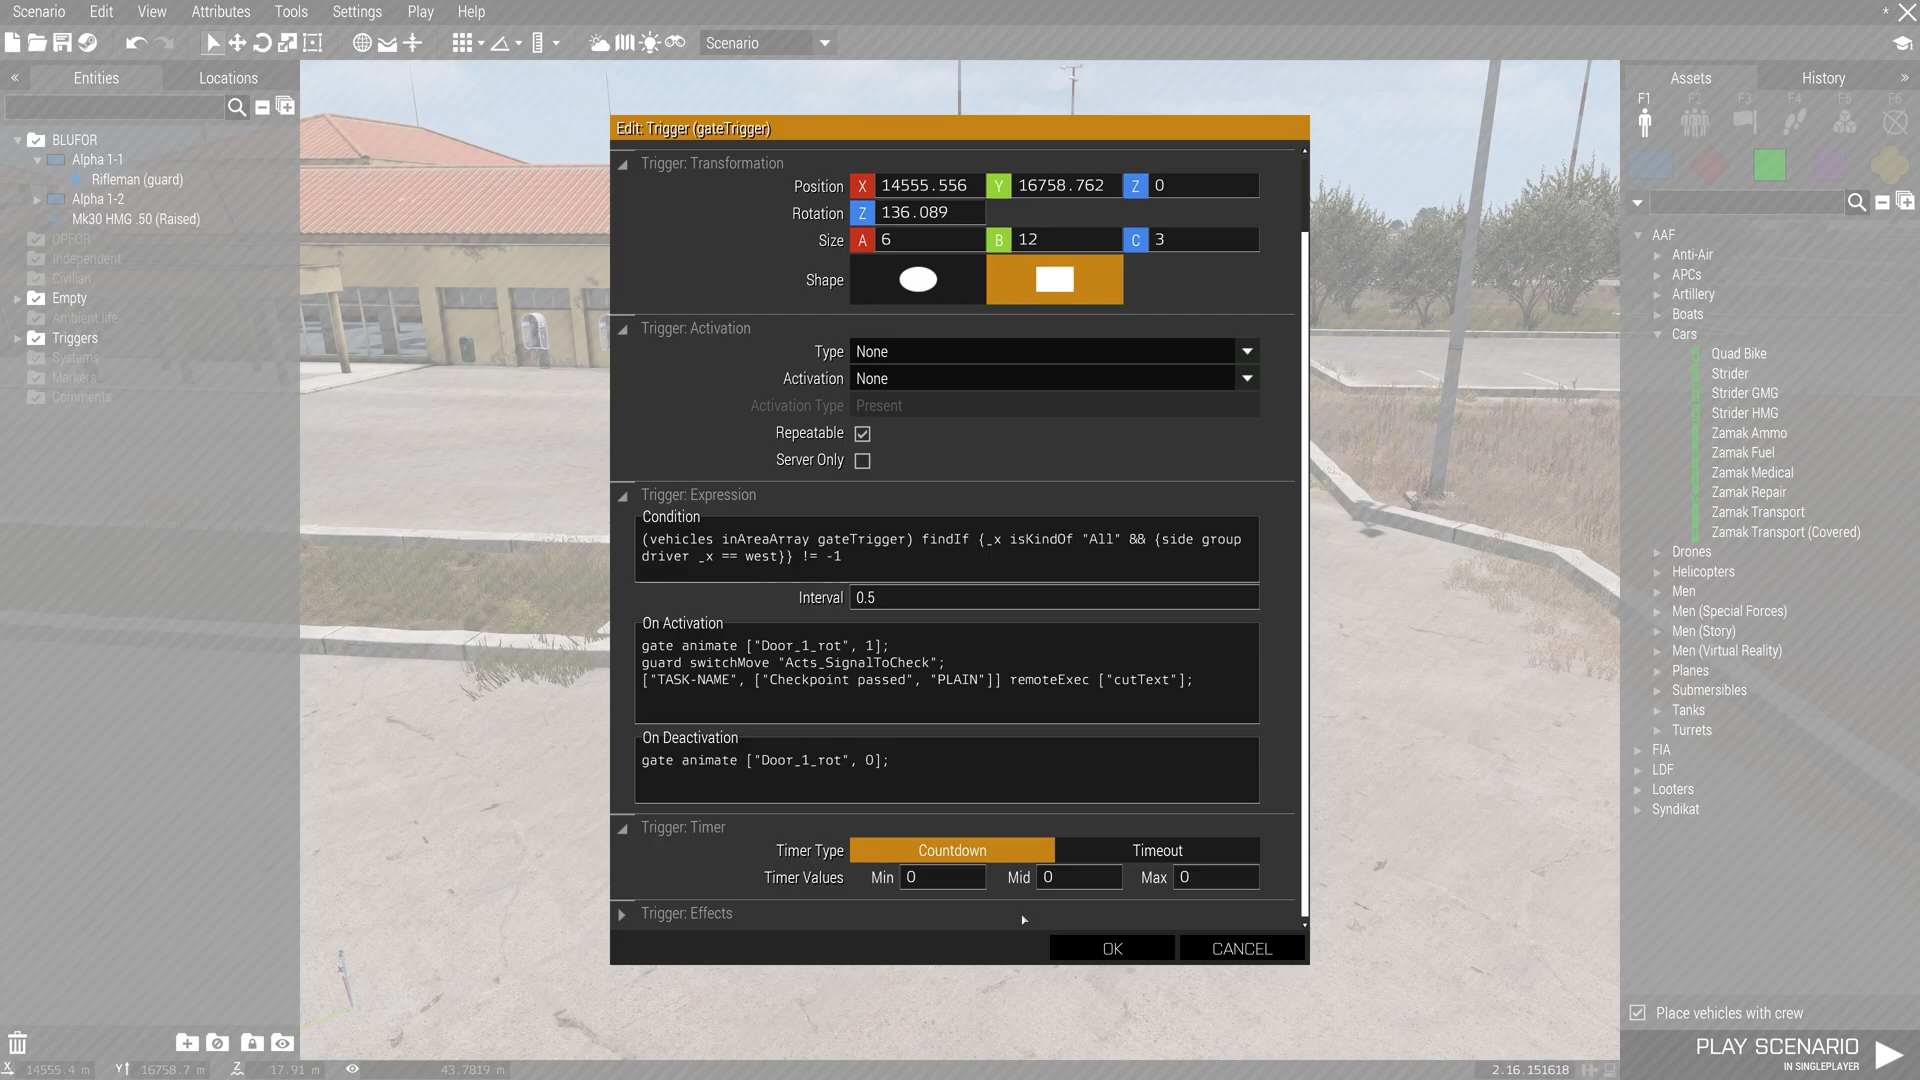 Scenario Edit View Attributes Tools Settings Play Help
*
Scenario
Entities Locations
BLUFOR
Alpha 1-1
Rifleman (guard)
Alpha 1-2
Mk30 HMG .50 (Raised)
OPFOR
Independent
Civilian
Empty
Ambient life
Triggers
Systems
Markers
Comments
Edit: Trigger (gateTrigger)
Trigger: Transformation
Position X 14555.556 Y 16758.762 Z 0
Rotation Z 136.089
Size A 6 B 12 C 3
Shape
Trigger: Activation
Type None
Activation None
Activation Type Present
Repeatable
Server Only
Trigger: Expression
Condition
(vehicles inAreaArray gateTrigger) findIf {_x isKindOf "All" && {side group
driver _x == west}} != -1
Interval 0.5
On Activation
gate animate ["Door_1_rot", 1];
guard switchMove "Acts_SignalToCheck";
["TASK-NAME", ["Checkpoint passed", "PLAIN"]] remoteExec ["cutText"];
On Deactivation
gate animate ["Door_1_rot", 0];
Trigger: Timer
Timer Type Countdown Timeout
Timer Values Min 0 Mid 0 Max 0
Trigger: Effects
OK CANCEL
Assets History
F1 F2 F3 F4 F5 F6
AAF
Anti-Air
APCs
Artillery
Boats
Cars
Quad Bike
Strider
Strider GMG
Strider HMG
Zamak Ammo
Zamak Fuel
Zamak Medical
Zamak Repair
Zamak Transport
Zamak Transport (Covered)
Drones
Helicopters
Men
Men (Special Forces)
Men (Story)
Men (Virtual Reality)
Planes
Submersibles
Tanks
Turrets
FIA
LDF
Looters
Syndikat
Place vehicles with crew
PLAY SCENARIO
IN SINGLEPLAYER
X 14555.4 m Y 16758.7 m Z 17.91 m 43.7819 m 2.16.151618